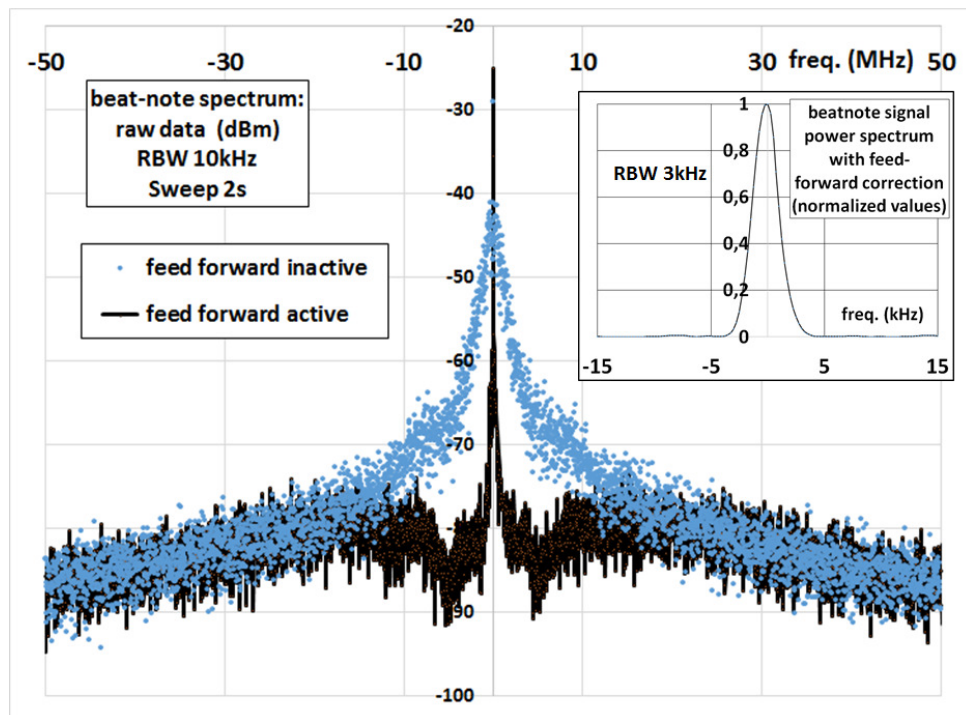 -20
-50
-10
10
30
freq. (MHz)
50
beat-note spectrum:
raw data (dBm)
RBW 10kHz
Sweep 2s
-30
-30
-40
feed forward inactive
feed forward active
-50
-60
-70
-80
-90
-100
1
0,8
0,6
0,4
0,2
0
RBW 3kHz
beatnote signal
power spectrum
with feed-
forward correction
(normalized values)
freq. (kHz)
-15
-5
5
15